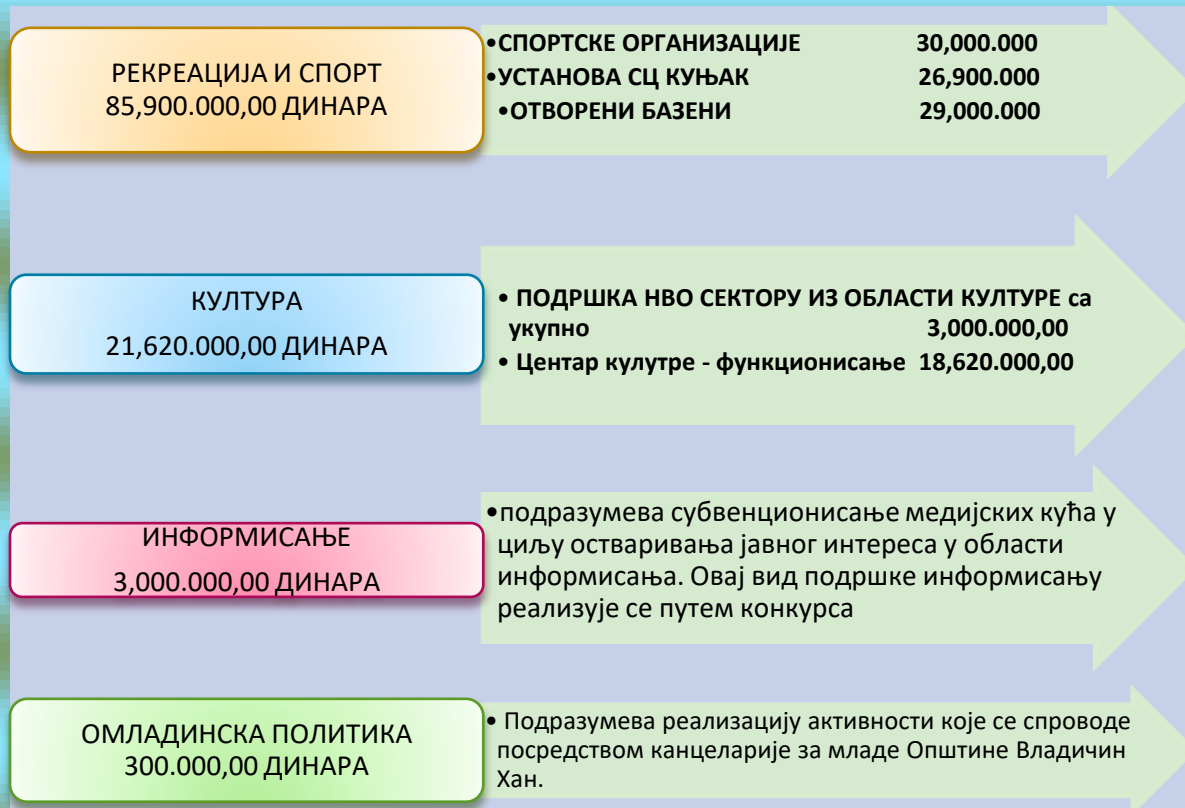 РЕКРЕАЦИЈА И СПОРТ
85,900.000,00 ДИНАРА
•СПОРТСКЕ ОРГАНИЗАЦИЈЕ 30,000.000
•УСТАНОВА СЦ КУЊАК 26,900.000
•ОТВОРЕНИ БАЗЕНИ 29,000.000
КУЛТУРА
21,620.000,00 ДИНАРА
• ПОДРШКА НВО СЕКТОРУ ИЗ ОБЛАСТИ КУЛТУРЕ са
укупно 3,000.000,00
• Центар кулутре - функционисање 18,620.000,00
ИНФОРМИСАЊЕ
3,000.000,00 ДИНАРА
•подразумева субвенционисање медијских кућа у
циљу остваривања јавног интереса у области
информисања. Овај вид подршке информисању
реализује се путем конкурса
ОМЛАДИНСКА ПОЛИТИКА
300.000,00 ДИНАРА
• Подразумева реализацију активности које се спроводе
посредством канцеларије за младе Општине Владичин
Хан.